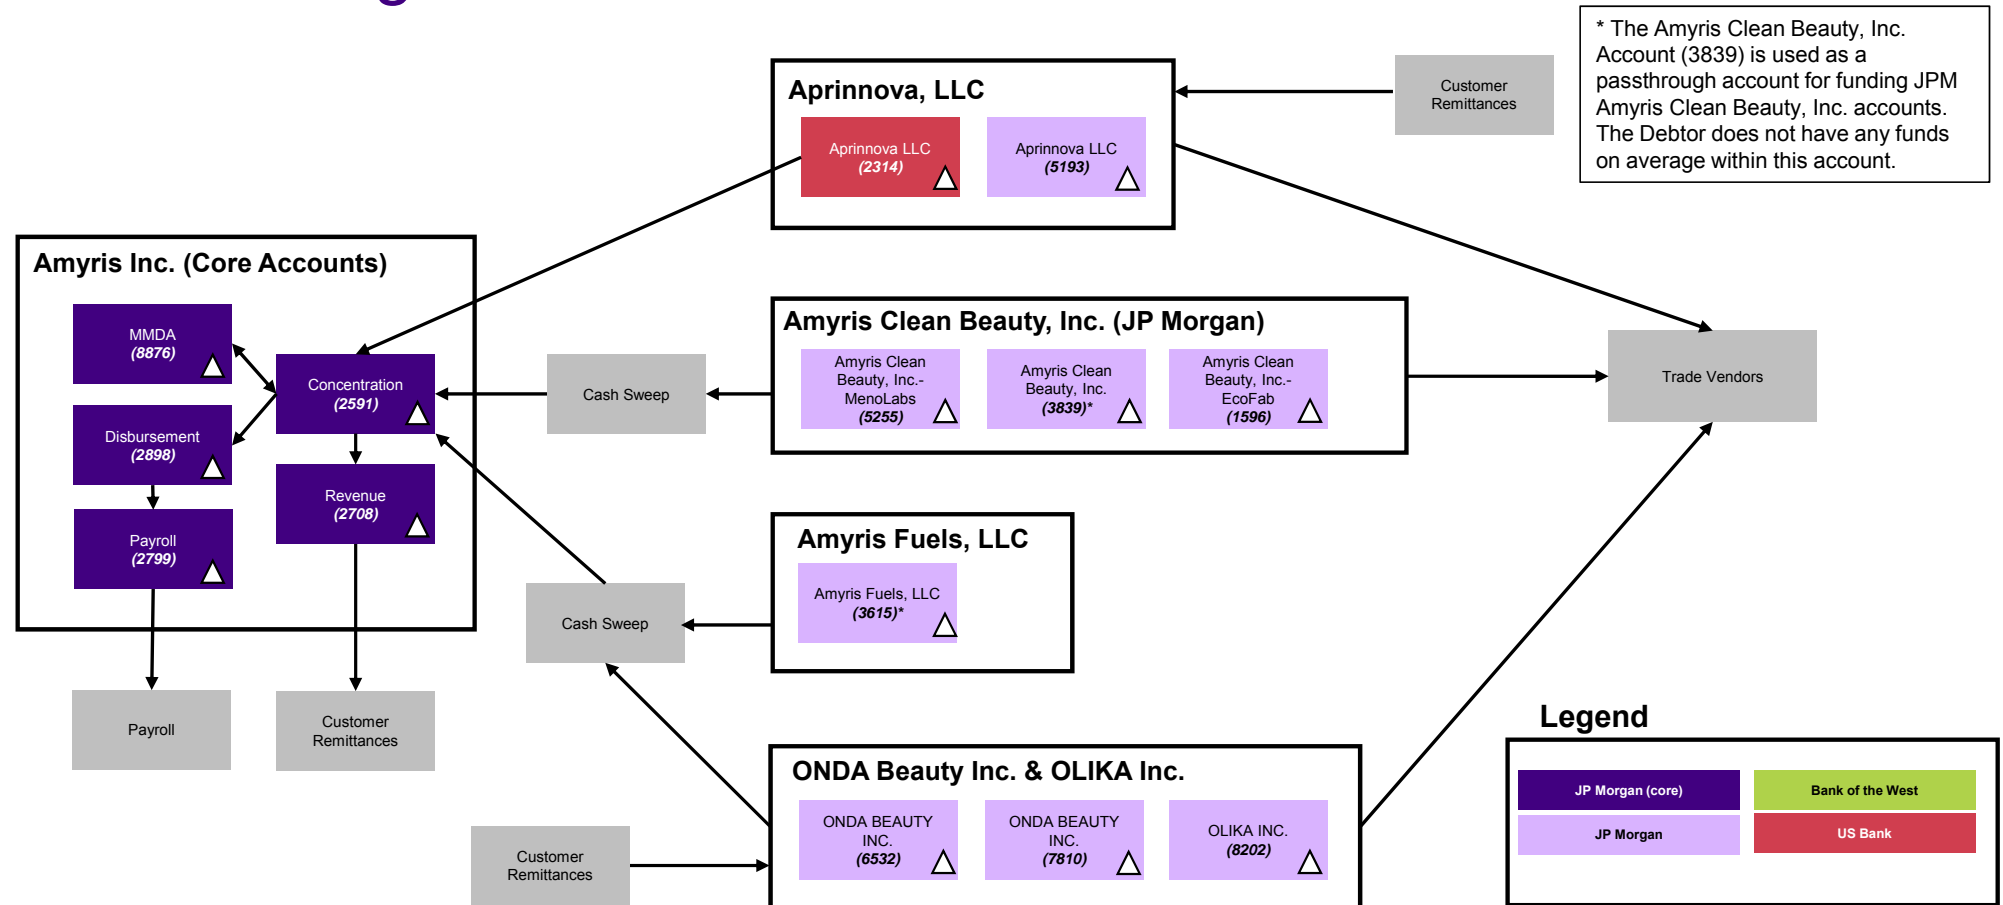 * The Amyris Clean Beauty, Inc.
Account (3839) is used as a
passthrough account for funding JPM
Amyris Clean Beauty, Inc. accounts.
The Debtor does not have any funds
on average within this account.
Customer
Remittances
Aprinnova, LLC
Aprinnova LLC
(2314)
Aprinnova LLC
(5193)
Amyris Inc. (Core Accounts)
MMDA
(8876)
Concentration
(2591)
Disbursement
(2898)
Revenue
(2708)
Payroll
(2799)
Payroll
Customer
Remittances
Cash Sweep
Amyris Clean Beauty, Inc. (JP Morgan)
Amyris Clean
Beauty, Inc.-
MenoLabs
(5255)
Amyris Clean
Beauty, Inc.
(3839)*
Amyris Clean
Beauty, Inc.-
EcoFab
(1596)
Trade Vendors
Cash Sweep
Amyris Fuels, LLC
Amyris Fuels, LLC
(3615)*
Customer
Remittances
ONDA Beauty Inc. & OLIKA Inc.
ONDA BEAUTY
INC.
(6532)
ONDA BEAUTY
INC.
(7810)
OLIKA INC.
(8202)
Legend
JP Morgan (core)
Bank of the West
JP Morgan
US Bank